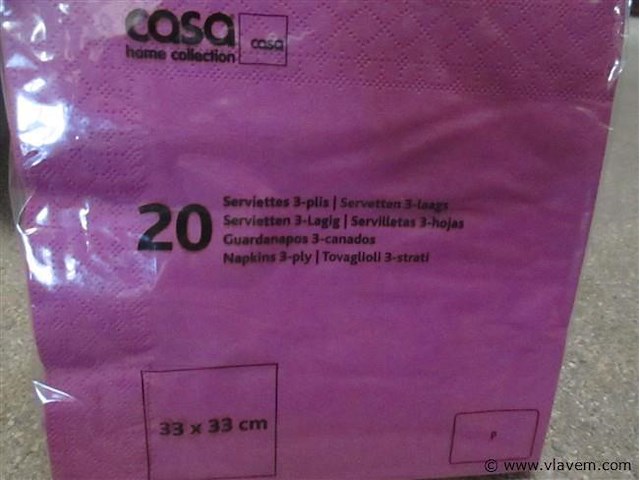 casa
home collection
casa
20
Serviettes 3-plis | Servetten 3-laags
Servietten 3-Lagig | Servilletas 3-hojas
Guardanapos 3-canados
Napkins 3-ply | Tovaglioli 3-strati
33 x 33 cm
P
© www.vlavem.com